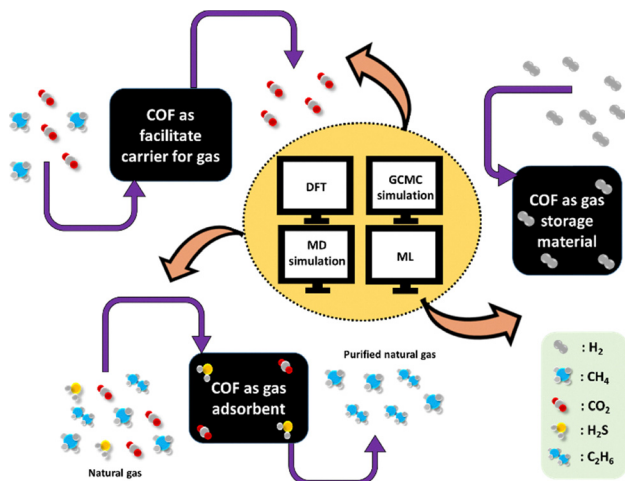 COF as
facilitate
carrier for gas
DFT
GCMC
simulation
MD
simulation
ML
COF as gas
storage
material
COF as gas
adsorbent
Natural gas
Purified natural gas
: H₂
: CH₄
: CO₂
: H₂S
: C₂H₆